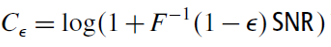 C_ϵ = log(1 + F^{−1}(1 − ϵ) SNR)